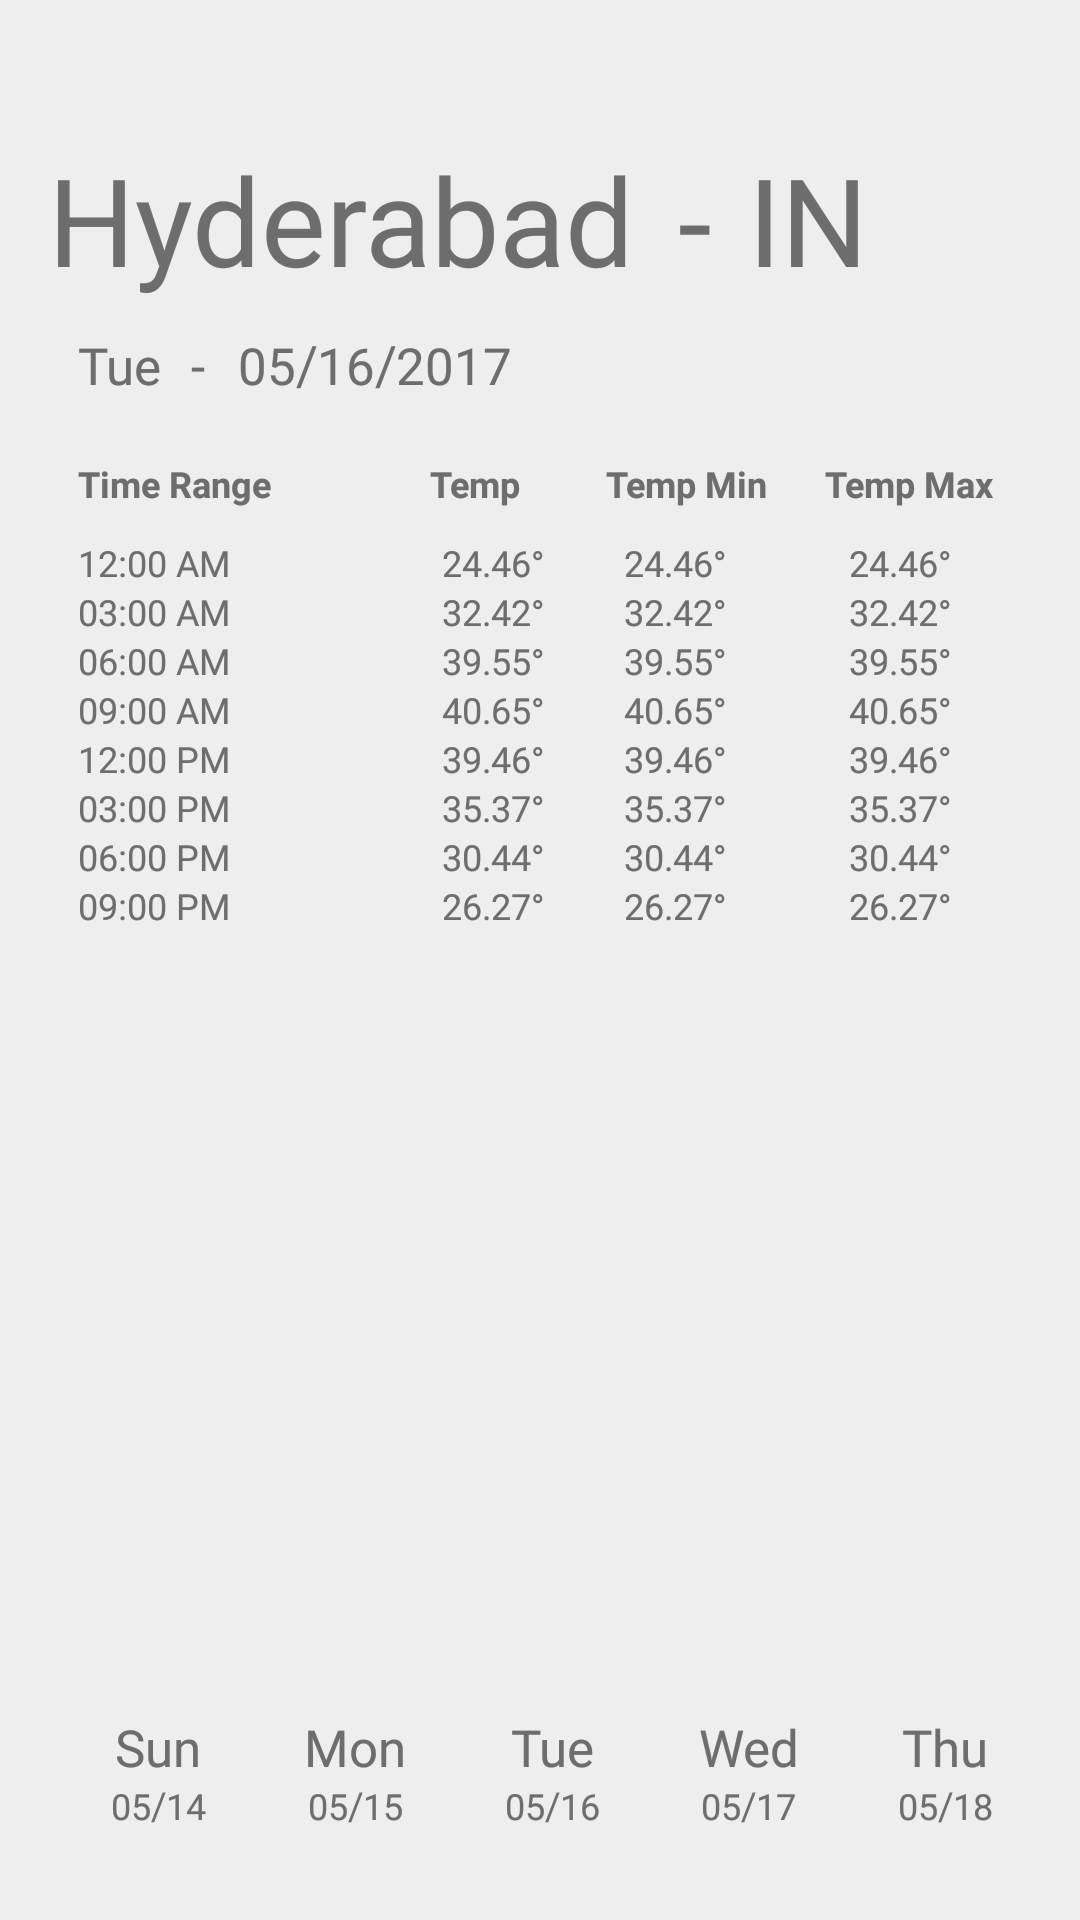 Hyderabad - IN
Tue - 05/16/2017
Time Range Temp Temp Min Temp Max
12:00 AM 24.46° 24.46° 24.46°
03:00 AM 32.42° 32.42° 32.42°
06:00 AM 39.55° 39.55° 39.55°
09:00 AM 40.65° 40.65° 40.65°
12:00 PM 39.46° 39.46° 39.46°
03:00 PM 35.37° 35.37° 35.37°
06:00 PM 30.44° 30.44° 30.44°
09:00 PM 26.27° 26.27° 26.27°
Sun Mon Tue Wed Thu
05/14 05/15 05/16 05/17 05/18